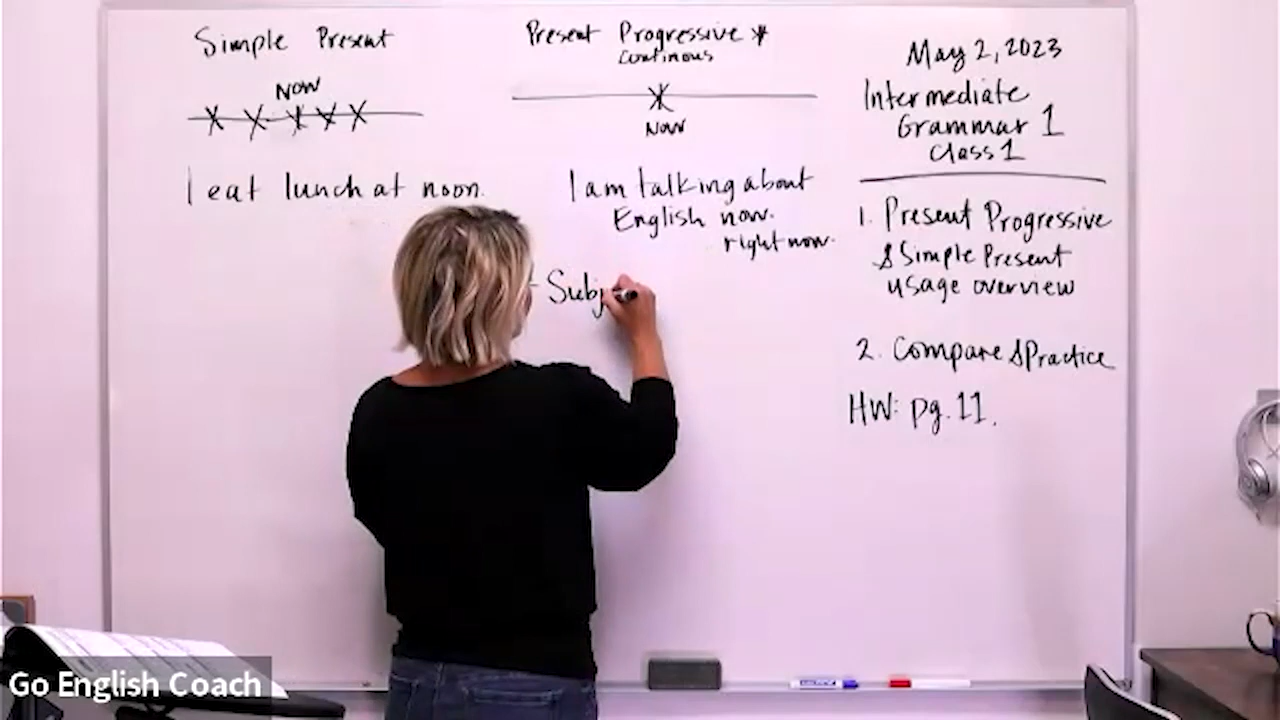 Simple Present
NOW
I eat lunch at noon.
Present Progressive *
Continous
NOW
I am talking about
English now.
right now.
- Subj
May 2, 2023
Intermediate
Grammar 1
Class 1
1. Present Progressive
& Simple Present
usage overview
2. Compare & Practice
HW: pg. 11.
Go English Coach